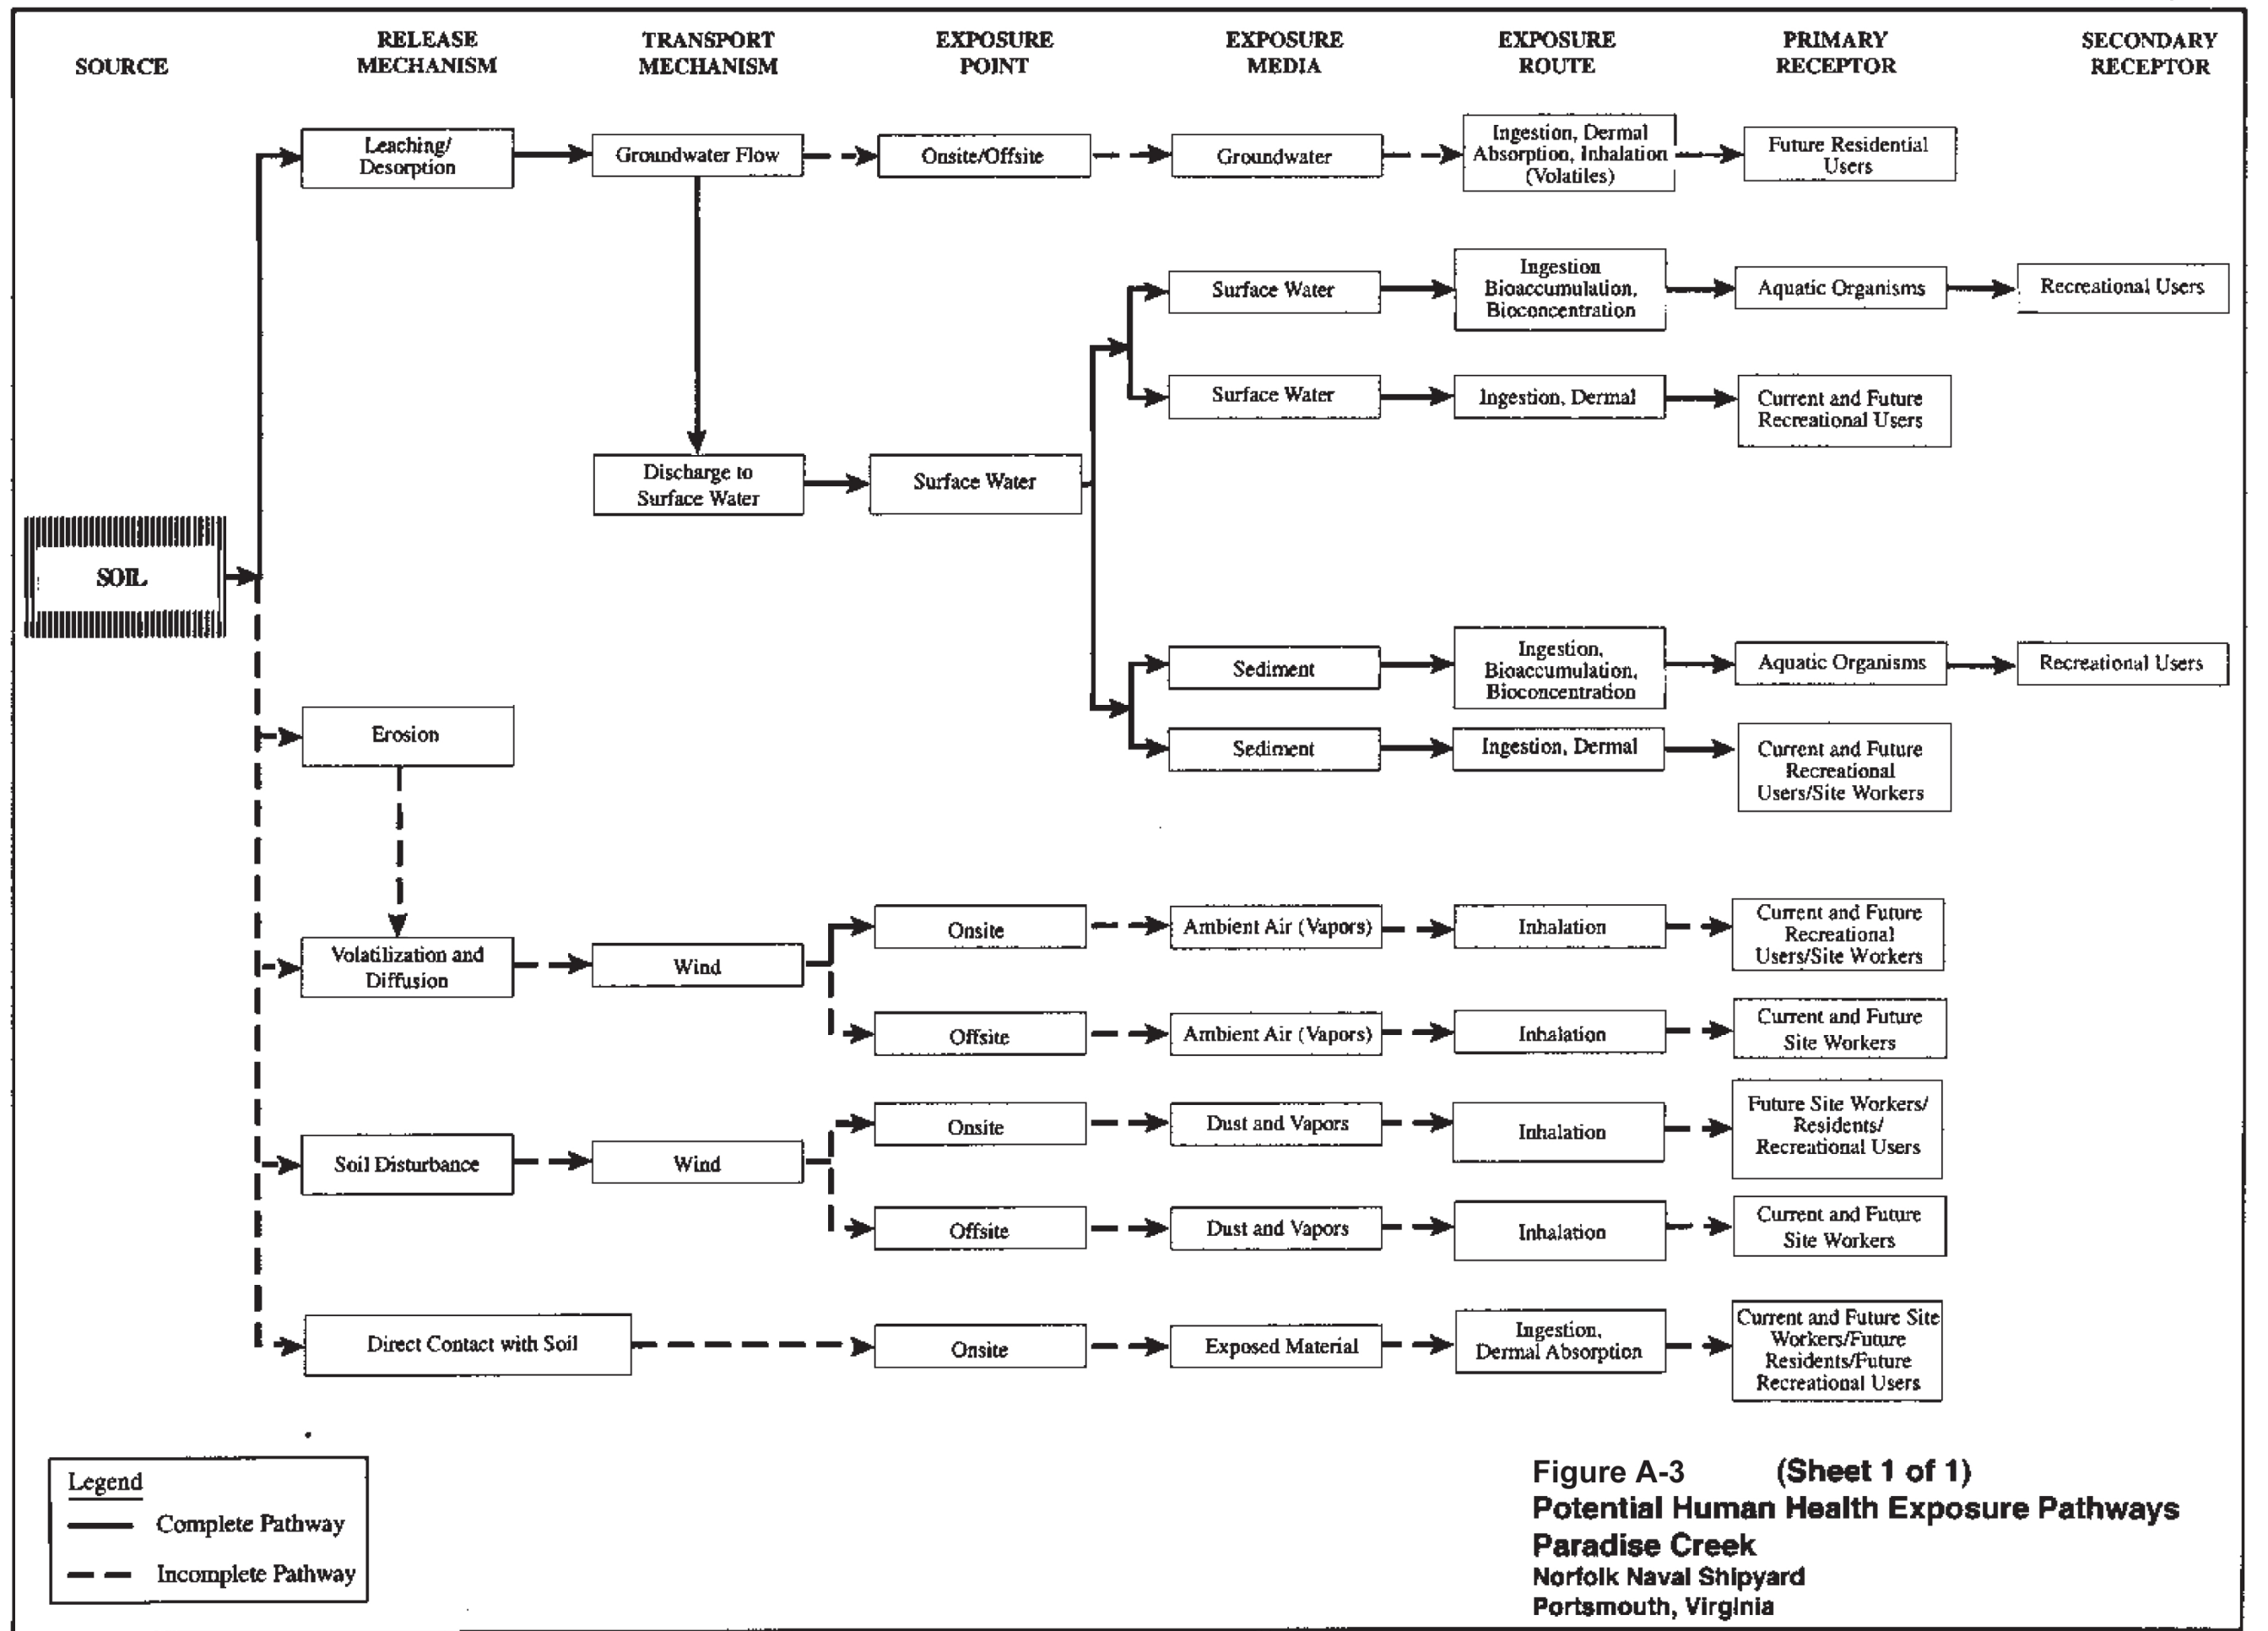 SOURCE
RELEASE
MECHANISM
TRANSPORT
MECHANISM
EXPOSURE
POINT
EXPOSURE
MEDIA
EXPOSURE
ROUTE
PRIMARY
RECEPTOR
SECONDARY
RECEPTOR
Leaching/
Desorption
Groundwater Flow
Onsite/Offsite
Groundwater
Ingestion, Dermal
Absorption, Inhalation
(Volatiles)
Future Residential
Users
Surface Water
Ingestion
Bioaccumulation,
Bioconcentration
Aquatic Organisms
Recreational Users
Surface Water
Ingestion, Dermal
Current and Future
Recreational Users
Discharge to
Surface Water
Surface Water
SOIL
Sediment
Ingestion,
Bioaccumulation,
Bioconcentration
Aquatic Organisms
Recreational Users
Erosion
Sediment
Ingestion, Dermal
Current and Future
Recreational
Users/Site Workers
Volatilization and
Diffusion
Wind
Onsite
Ambient Air (Vapors)
Inhalation
Current and Future
Recreational
Users/Site Workers
Offsite
Ambient Air (Vapors)
Inhalation
Current and Future
Site Workers
Soil Disturbance
Wind
Onsite
Dust and Vapors
Inhalation
Future Site Workers/
Residents/
Recreational Users
Offsite
Dust and Vapors
Inhalation
Current and Future
Site Workers
Direct Contact with Soil
Onsite
Exposed Material
Ingestion,
Dermal Absorption
Current and Future Site
Workers/Future
Residents/Future
Recreational Users
Legend
Complete Pathway
Incomplete Pathway
Figure A-3 (Sheet 1 of 1)
Potential Human Health Exposure Pathways
Paradise Creek
Norfolk Naval Shipyard
Portsmouth, Virginia